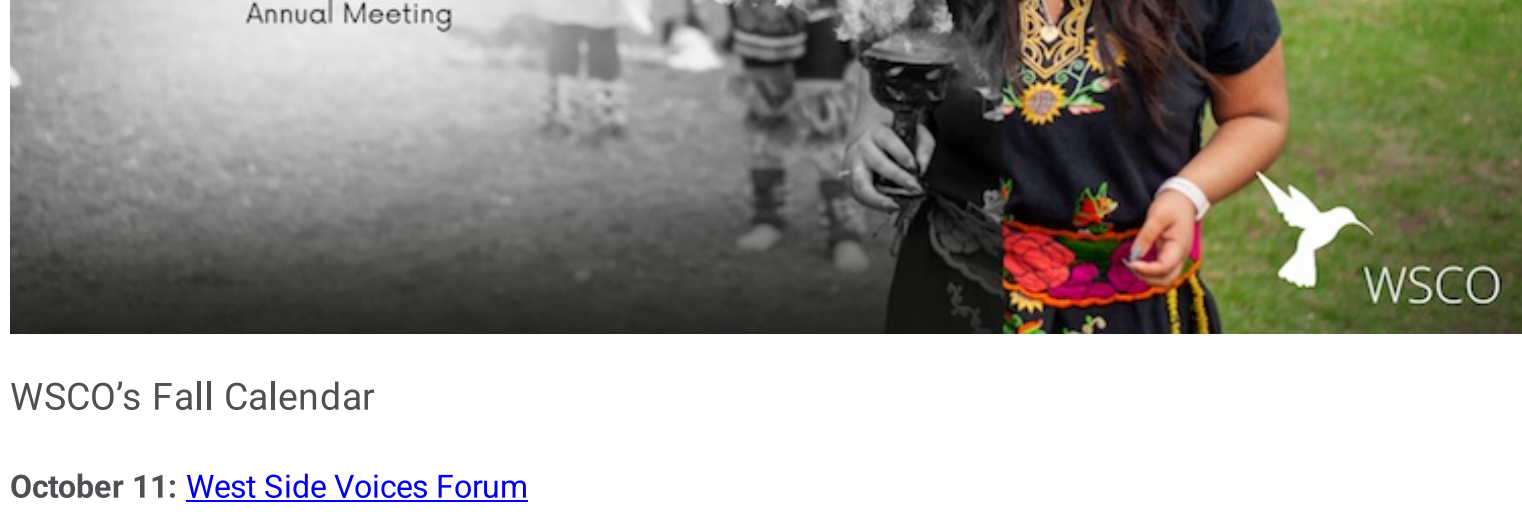 Annual Meeting
WSCO
WSCO’s Fall Calendar
October 11: West Side Voices Forum